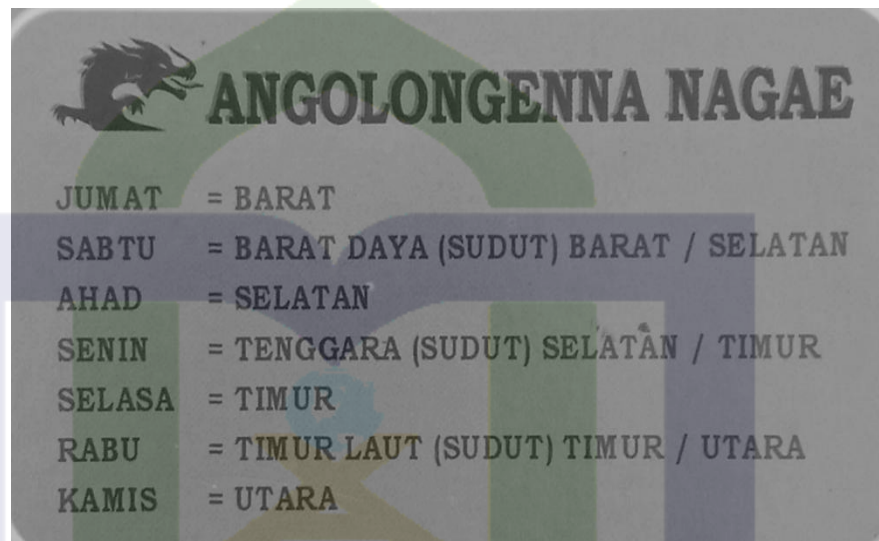 ANGOLONGENNA NAGAE
JUMAT = BARAT
SABTU = BARAT DAYA (SUDUT) BARAT / SELATAN
AHAD = SELATAN
SENIN = TENGGARA (SUDUT) SELATAN / TIMUR
SELASA = TIMUR
RABU = TIMUR LAUT (SUDUT) TIMUR / UTARA
KAMIS = UTARA